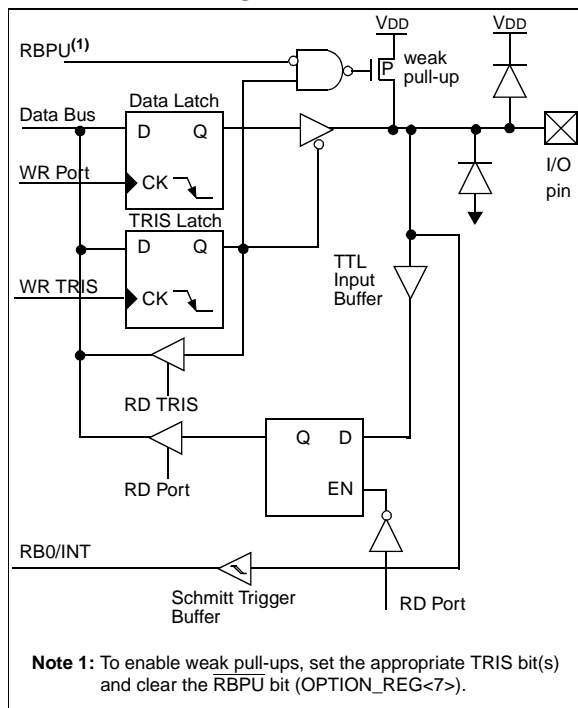 VDD
VDD
RBPU(1)
P
weak
pull-up
Data Bus
Data Latch
D Q
WR Port
CK
I/O
pin
TRIS Latch
D Q
TTL
Input
Buffer
WR TRIS
CK
RD TRIS
Q D
RD Port
EN
RB0/INT
Schmitt Trigger
Buffer
RD Port
Note 1: To enable weak pull-ups, set the appropriate TRIS bit(s)
and clear the RBPU bit (OPTION_REG<7>).